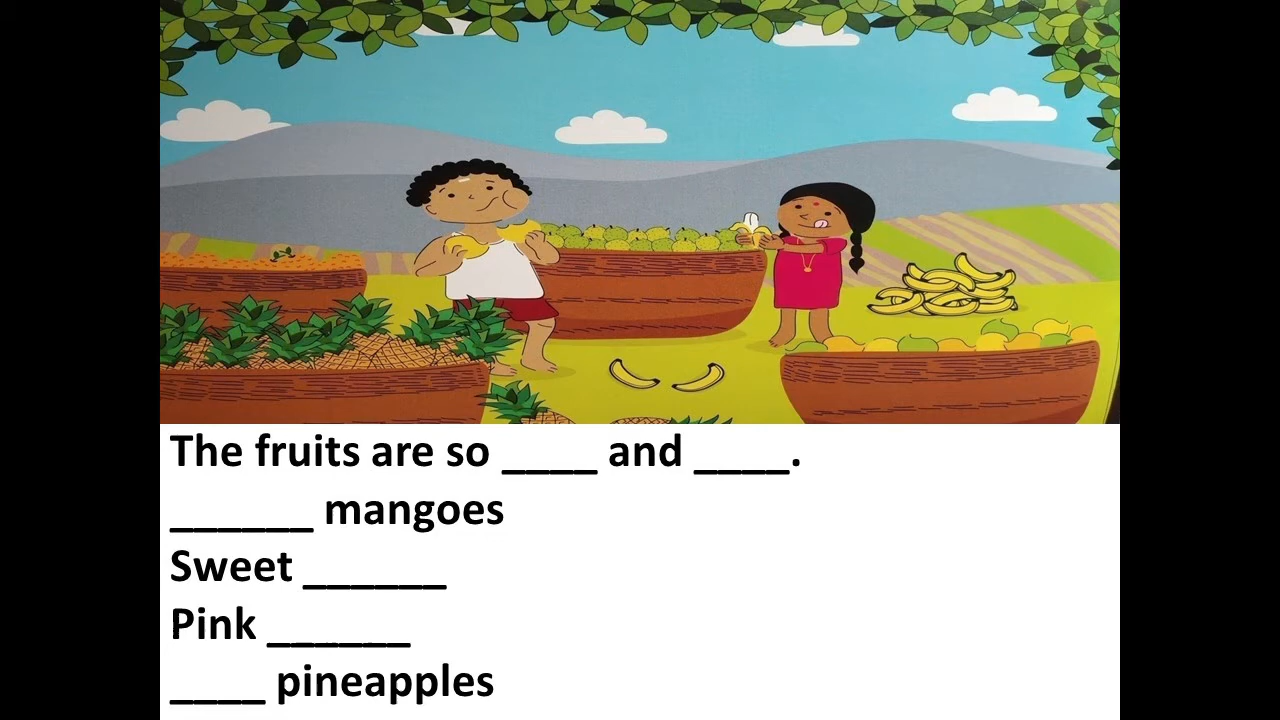 The fruits are so ____ and ____.
______ mangoes
Sweet ______
Pink ______
____ pineapples